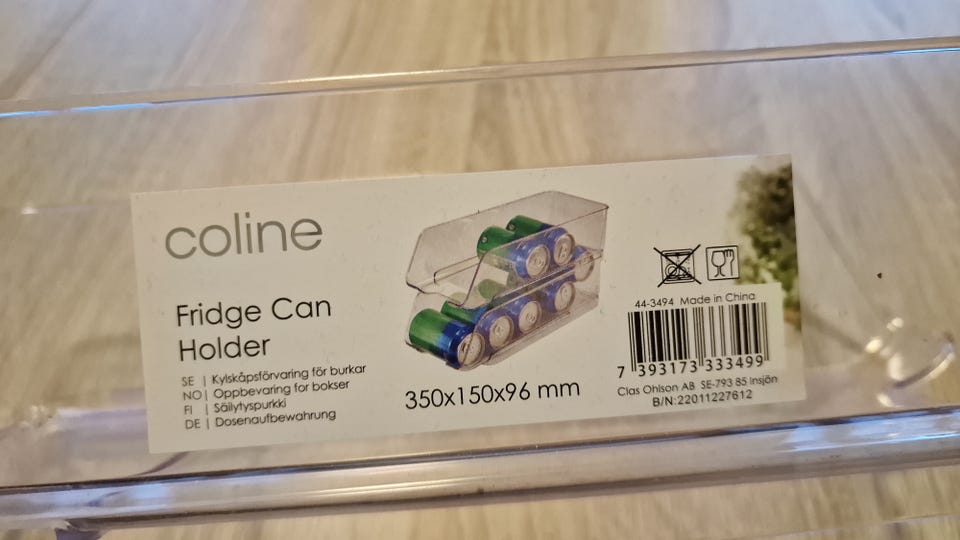 coline
Fridge Can
Holder
SE | Kylskåpsförvaring för burkar
NO | Oppbevaring for bokser
FI | Säilytyspurkki
DE | Dosenaufbewahrung
350x150x96 mm
44-3494 Made in China
7 393173 333499
Clas Ohlson AB SE-793 85 Insjön
B/N:22011227612